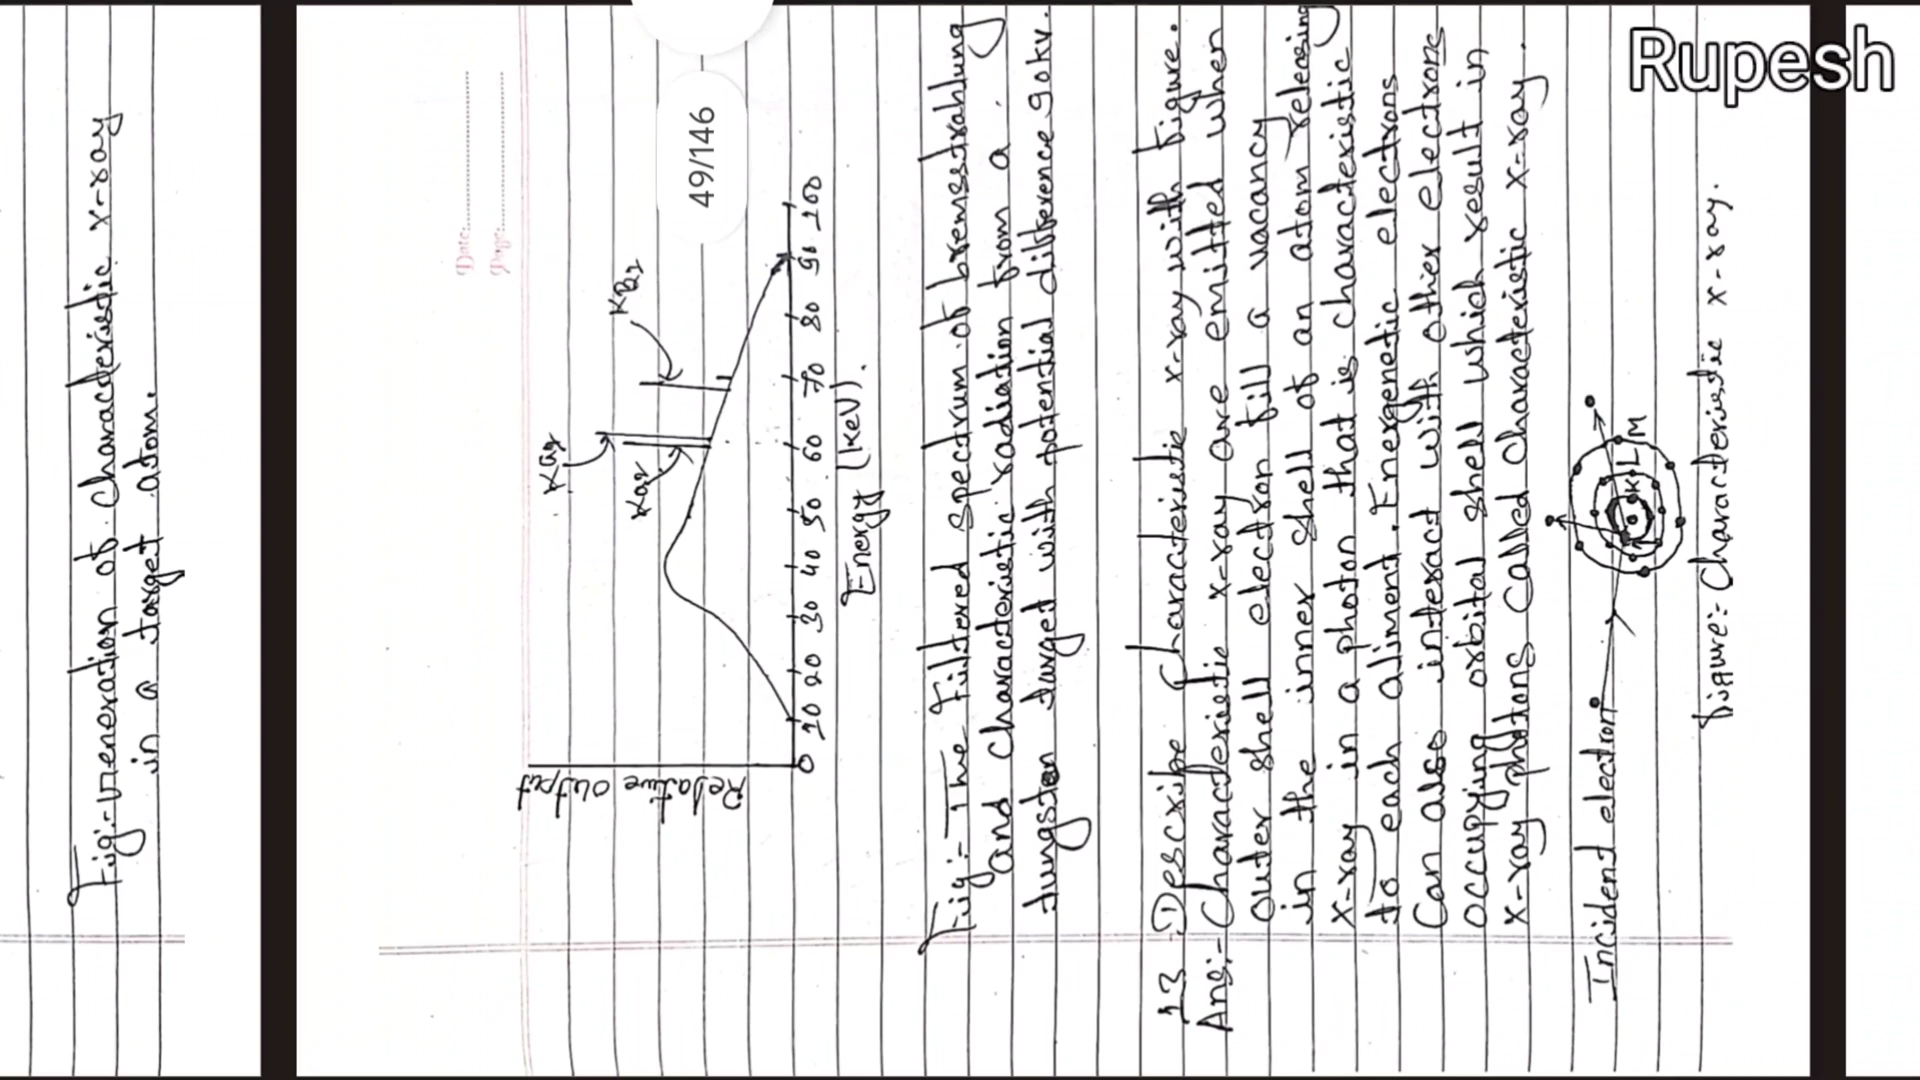 Rupesh
49/146
Fig:- Generation of characteristic x-ray
in a target atom.
Date:
Page:
Relative output
Kα2
Kα2
KB2
0 10 20 30 40 50 60 70 80 90 100
Energy (keV).
Fig:- The Filtered spectrum of bremsstrahlung
and characteristic radiation from a
tungsten target with potential difference 90kv.
13 Describe characteristic x-ray with figure.
Ans:- Characteristic x-ray are emitted when
outer shell electron fill a vacancy
in the inner shell of an atom releasing
x-ray in a photon that is characteristic
to each aliment. Energenetic electrons
Can also interact with other electrons
occupying orbital shell which result in
x-ray photons Called Characteristic x-ray.
Incident electron
K L M
figure:- Characteristic x-ray.